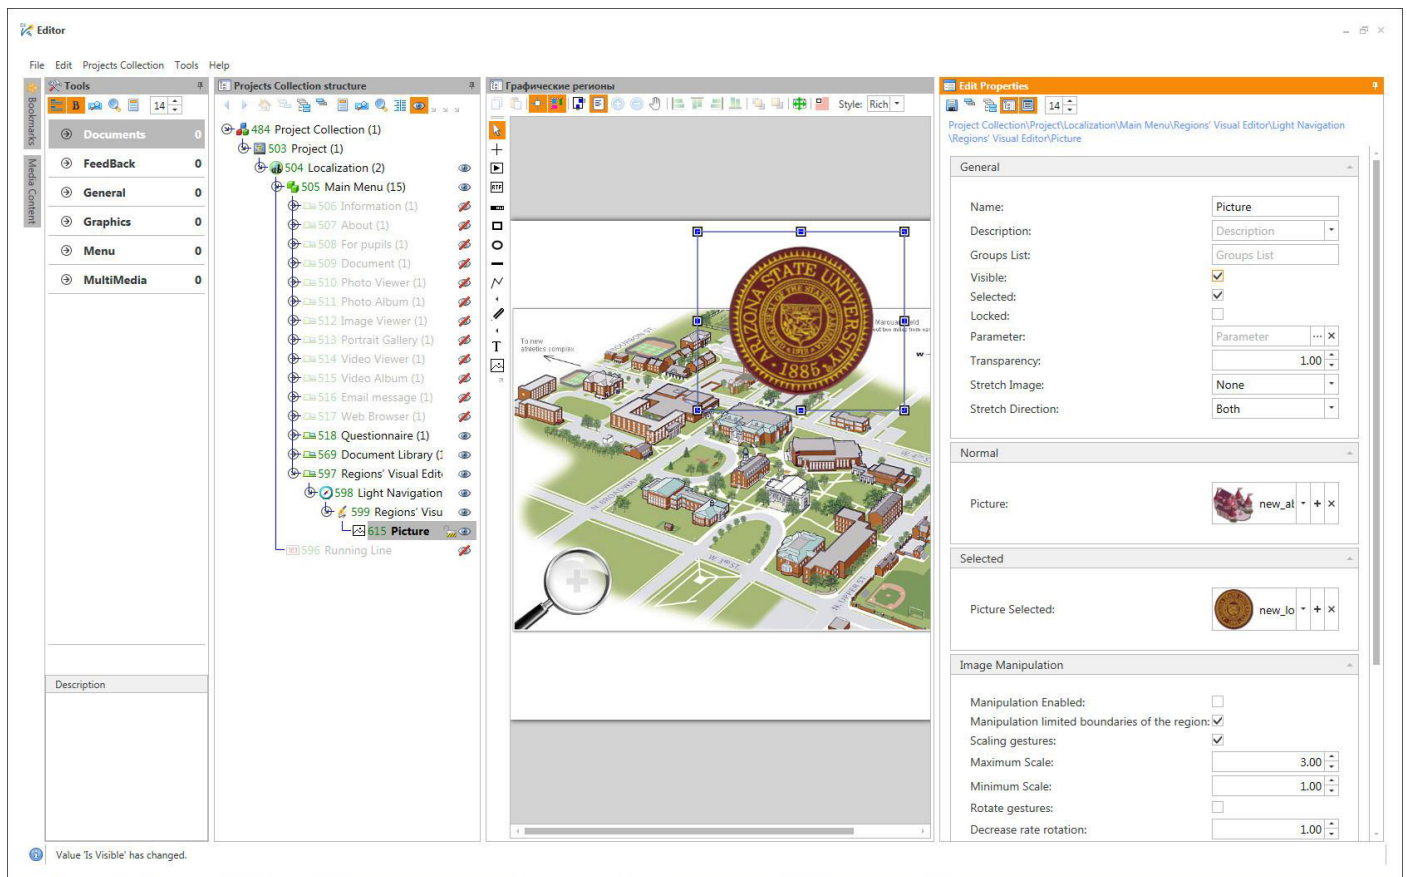 Editor
File Edit Projects Collection Tools Help
Bookmarks
Media Content
Tools
B 14
Documents 0
FeedBack 0
General 0
Graphics 0
Menu 0
MultiMedia 0
Description
Projects Collection structure
484 Project Collection (1)
503 Project (1)
504 Localization (2)
505 Main Menu (15)
506 Information (1)
507 About (1)
508 For pupils (1)
509 Document (1)
510 Photo Viewer (1)
511 Photo Album (1)
512 Image Viewer (1)
513 Portrait Gallery (1)
514 Video Viewer (1)
515 Video Album (1)
516 Email message (1)
517 Web Browser (1)
518 Questionnaire (1)
569 Document Library (1
597 Regions' Visual Edit
598 Light Navigation
599 Regions' Visu
615 Picture
596 Running Line
Графические регионы
Style: Rich
RTF
T
ARIZONA STATE UNIVERSITY
1885
To new
athletics complex
N. BROADWAY
W. 3RD ST.
N. UPPER ST.
Edit Properties
14
Project Collection\Project\Localization\Main Menu\Regions' Visual Editor\Light Navigation
\Regions' Visual Editor\Picture
General
Name: Picture
Description: Description
Groups List: Groups List
Visible:
Selected:
Locked:
Parameter: Parameter
Transparency: 1.00
Stretch Image: None
Stretch Direction: Both
Normal
Picture: new_at
Selected
Picture Selected: new_lo
Image Manipulation
Manipulation Enabled:
Manipulation limited boundaries of the region:
Scaling gestures:
Maximum Scale: 3.00
Minimum Scale: 1.00
Rotate gestures:
Decrease rate rotation: 1.00
Value 'Is Visible' has changed.